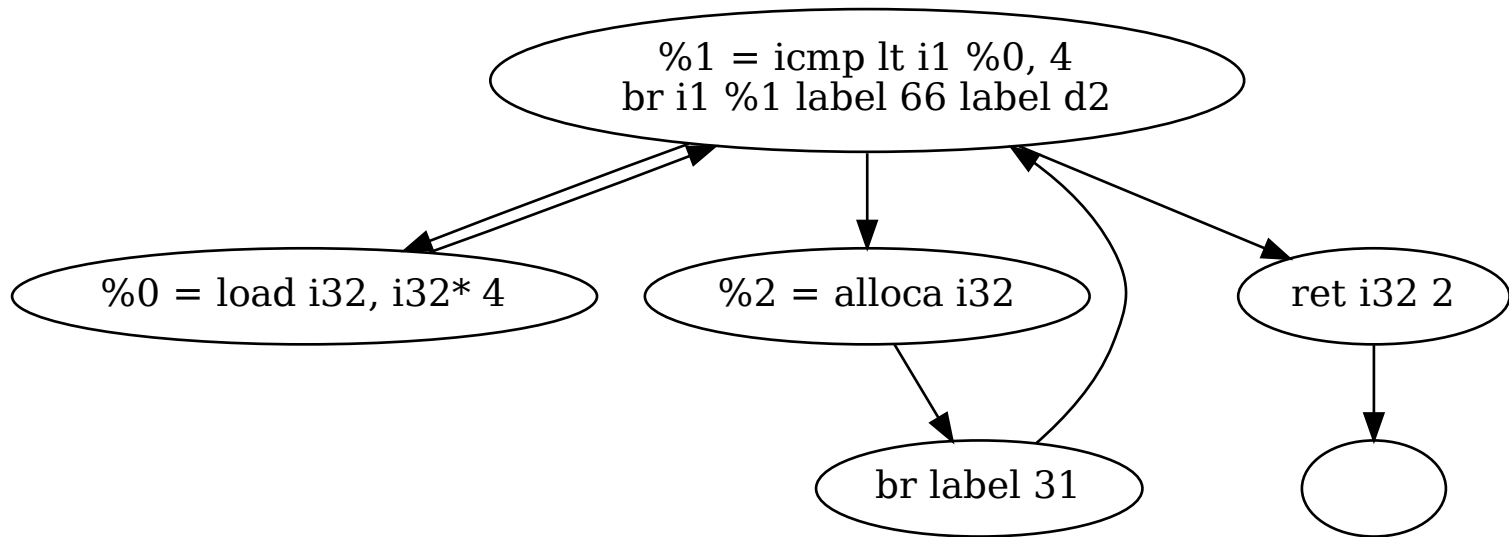 %1 = icmp lt i1 %0, 4
br i1 %1 label 66 label d2
%0 = load i32, i32* 4
%2 = alloca i32
ret i32 2
br label 31